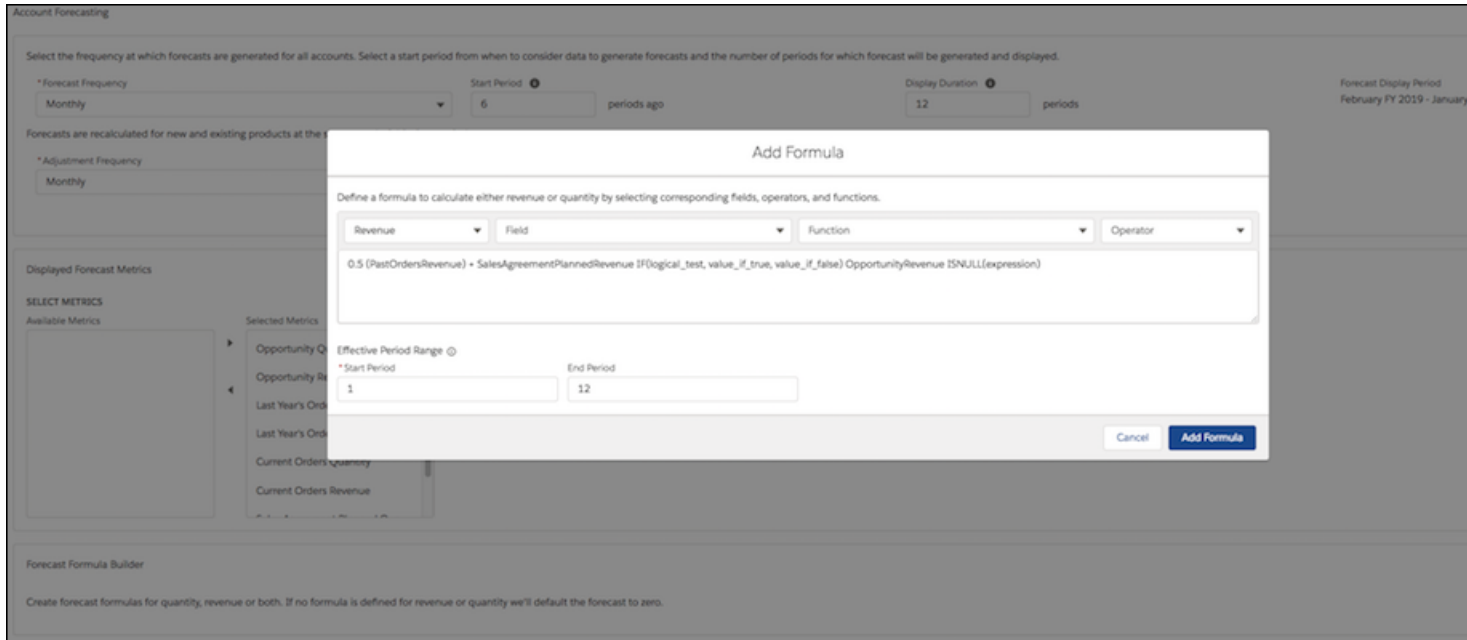 Account Forecasting
Select the frequency at which forecasts are generated for all accounts. Select a start period from when to consider data to generate forecasts and the number of periods for which forecast will be generated and displayed.
*Forecast Frequency
Start Period
Display Duration
Forecast Display Period
Monthly
6
periods ago
12
periods
February FY 2019 - January
Forecasts are recalculated for new and existing products at the
*Adjustment Frequency
Monthly
Add Formula
Define a formula to calculate either revenue or quantity by selecting corresponding fields, operators, and functions.
Revenue
Field
Function
Operator
0.5 (PastOrdersRevenue) + SalesAgreementPlannedRevenue IF(logical_test, value_if_true, value_if_false) OpportunityRevenue ISNULL(expression)
Effective Period Range
*Start Period
End Period
1
12
Cancel
Add Formula
Displayed Forecast Metrics
SELECT METRICS
Available Metrics
Selected Metrics
Opportunity Q
Opportunity Re
Last Year's Ord
Last Year's Ord
Current Orders Quantity
Current Orders Revenue
Forecast Formula Builder
Create forecast formulas for quantity, revenue or both. If no formula is defined for revenue or quantity we'll default the forecast to zero.